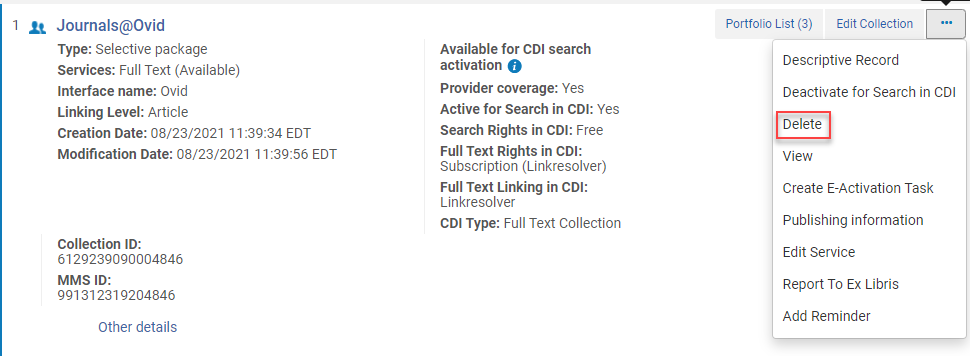 1 Journals@Ovid
Portfolio List (3) Edit Collection ...
Type: Selective package
Services: Full Text (Available)
Interface name: Ovid
Linking Level: Article
Creation Date: 08/23/2021 11:39:34 EDT
Modification Date: 08/23/2021 11:39:56 EDT
Available for CDI search
activation i
Provider coverage: Yes
Active for Search in CDI: Yes
Search Rights in CDI: Free
Full Text Rights in CDI:
Subscription (Linkresolver)
Full Text Linking in CDI:
Linkresolver
CDI Type: Full Text Collection
Collection ID:
6129239090004846
MMS ID:
991312319204846
Other details
Descriptive Record
Deactivate for Search in CDI
Delete
View
Create E-Activation Task
Publishing information
Edit Service
Report To Ex Libris
Add Reminder